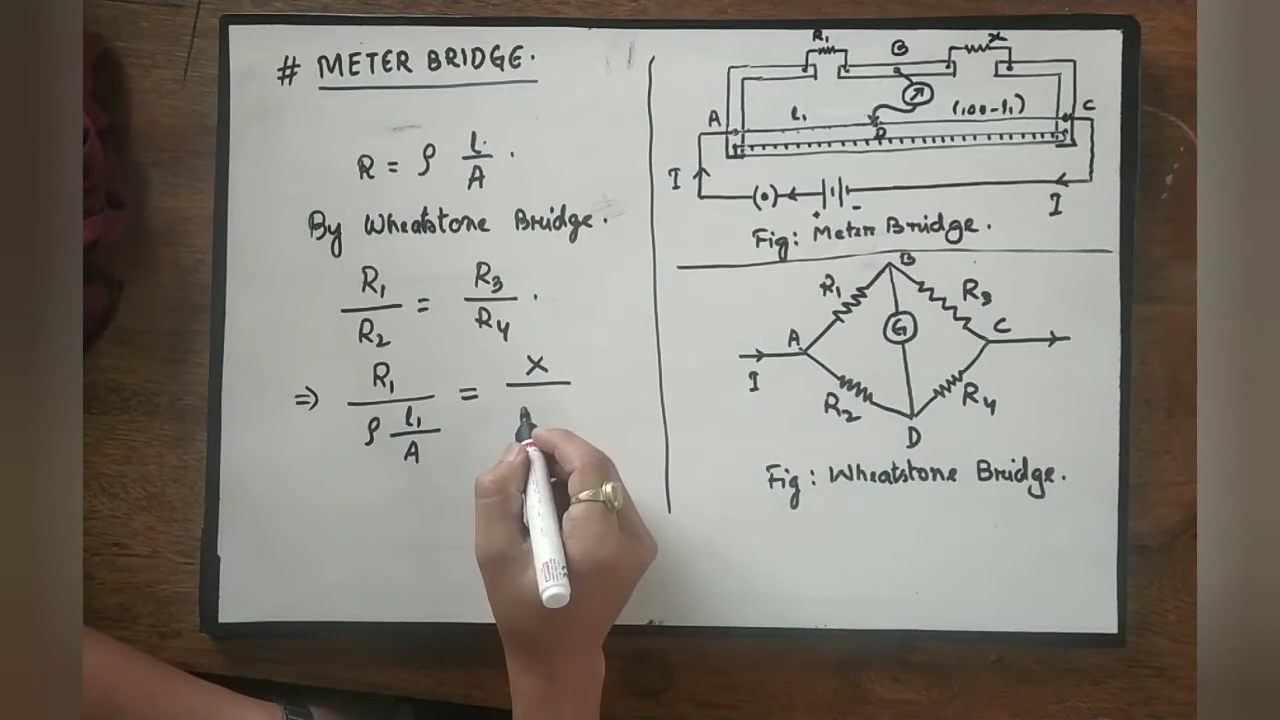 # METER BRIDGE.
R = ρ l/A .
By Wheatstone Bridge.
R₁/R₂ = R₃/R₄ .
⇒ R₁/(ρ l₁/A) = X/
R₁ B X
A l₁ (100-l₁) C
D
I + - I
Fig: Meter Bridge.
B
R₁ R₃
A G C
I
R₂ R₄
D
Fig: Wheatstone Bridge.